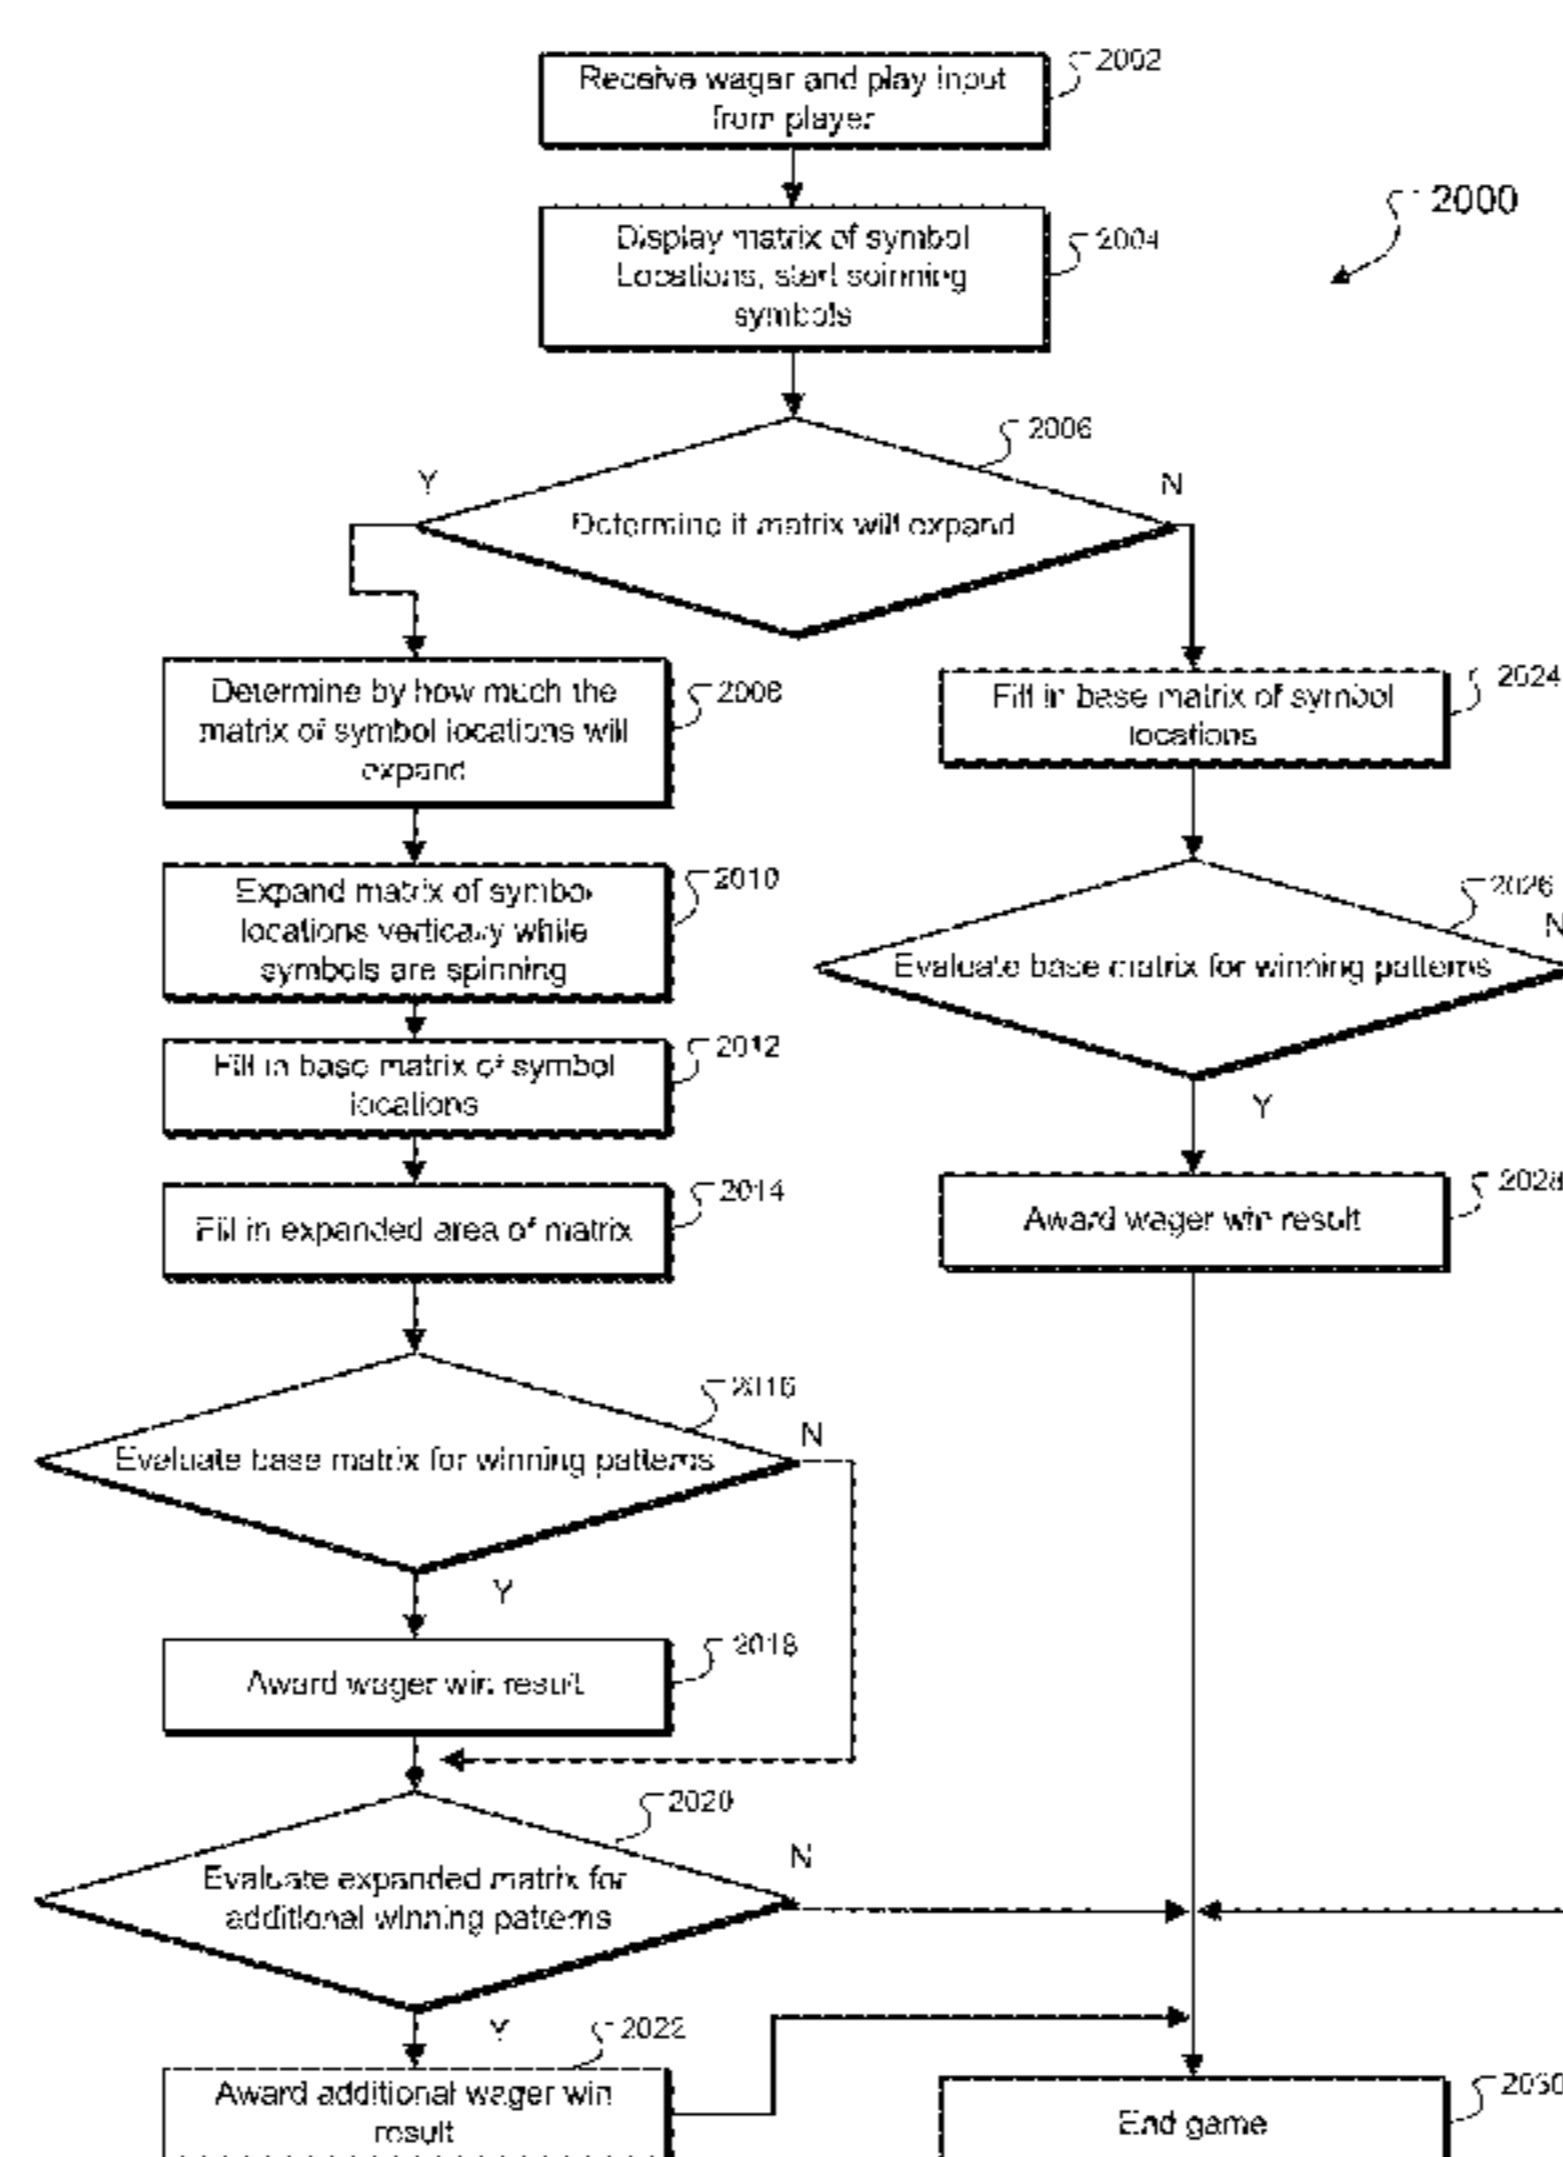 2002
Receive wager and play input
from player
2000
2004
Display matrix of symbol
Locations, start spinning
symbols
2006
Y
N
Determine if matrix will expand
2008
Determine by how much the
matrix of symbol locations will
expand
2024
Fill in base matrix of symbol
locations
2010
Expand matrix of symbol
locations vertically while
symbols are spinning
2026
N
Evaluate base matrix for winning patterns
2012
Fill in base matrix of symbol
locations
Y
2014
Fill in expanded area of matrix
2028
Award wager win result
2016
N
Evaluate base matrix for winning patterns
Y
2018
Award wager win result
2020
N
Evaluate expanded matrix for
additional winning patterns
Y
2022
Award additional wager win
result
2030
End game